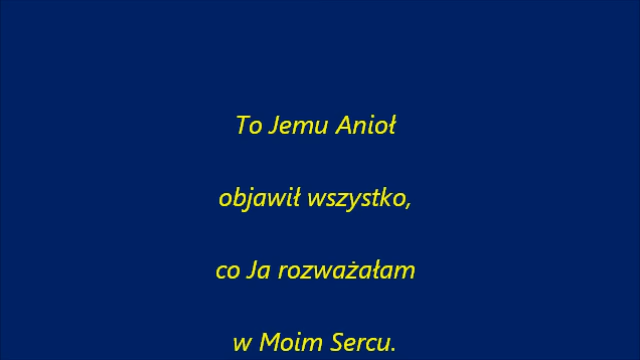 To Jemu Anioł
objawił wszystko,
co Ja rozważałam
w Moim Sercu.